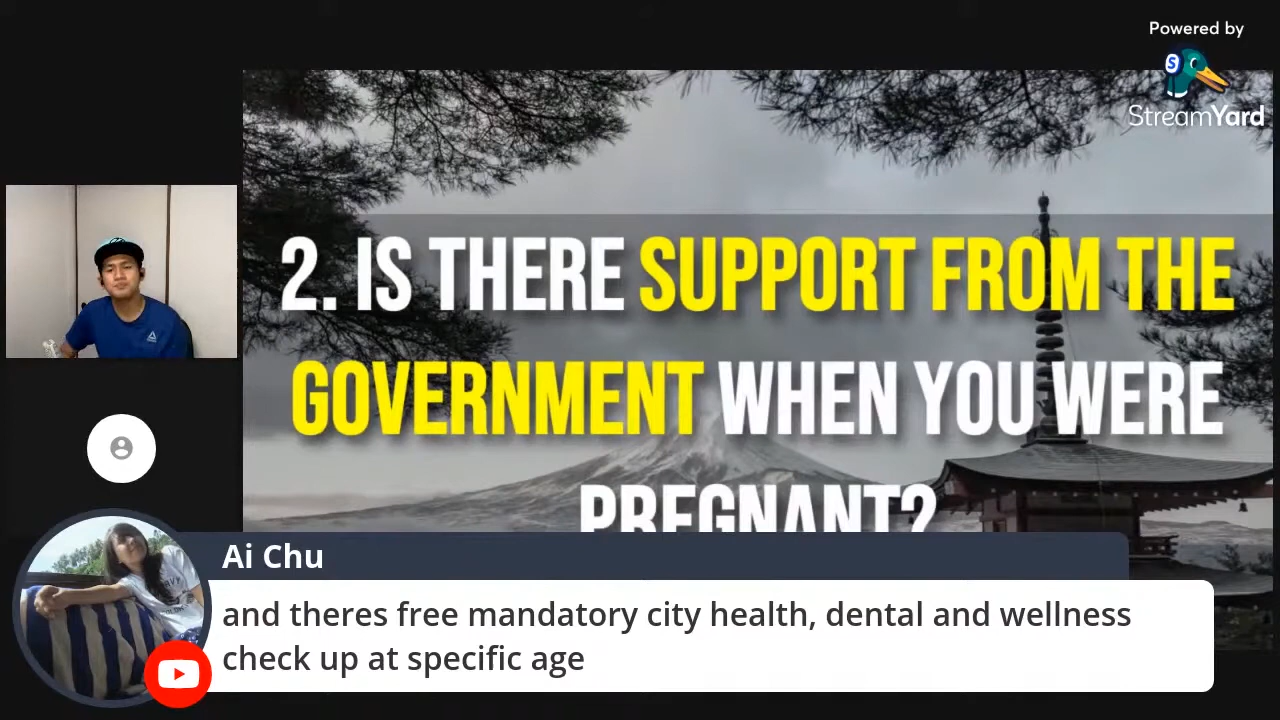 Powered by
StreamYard
2. IS THERE SUPPORT FROM THE
GOVERNMENT WHEN YOU WERE
PREGNANT?
Ai Chu
and theres free mandatory city health, dental and wellness
check up at specific age